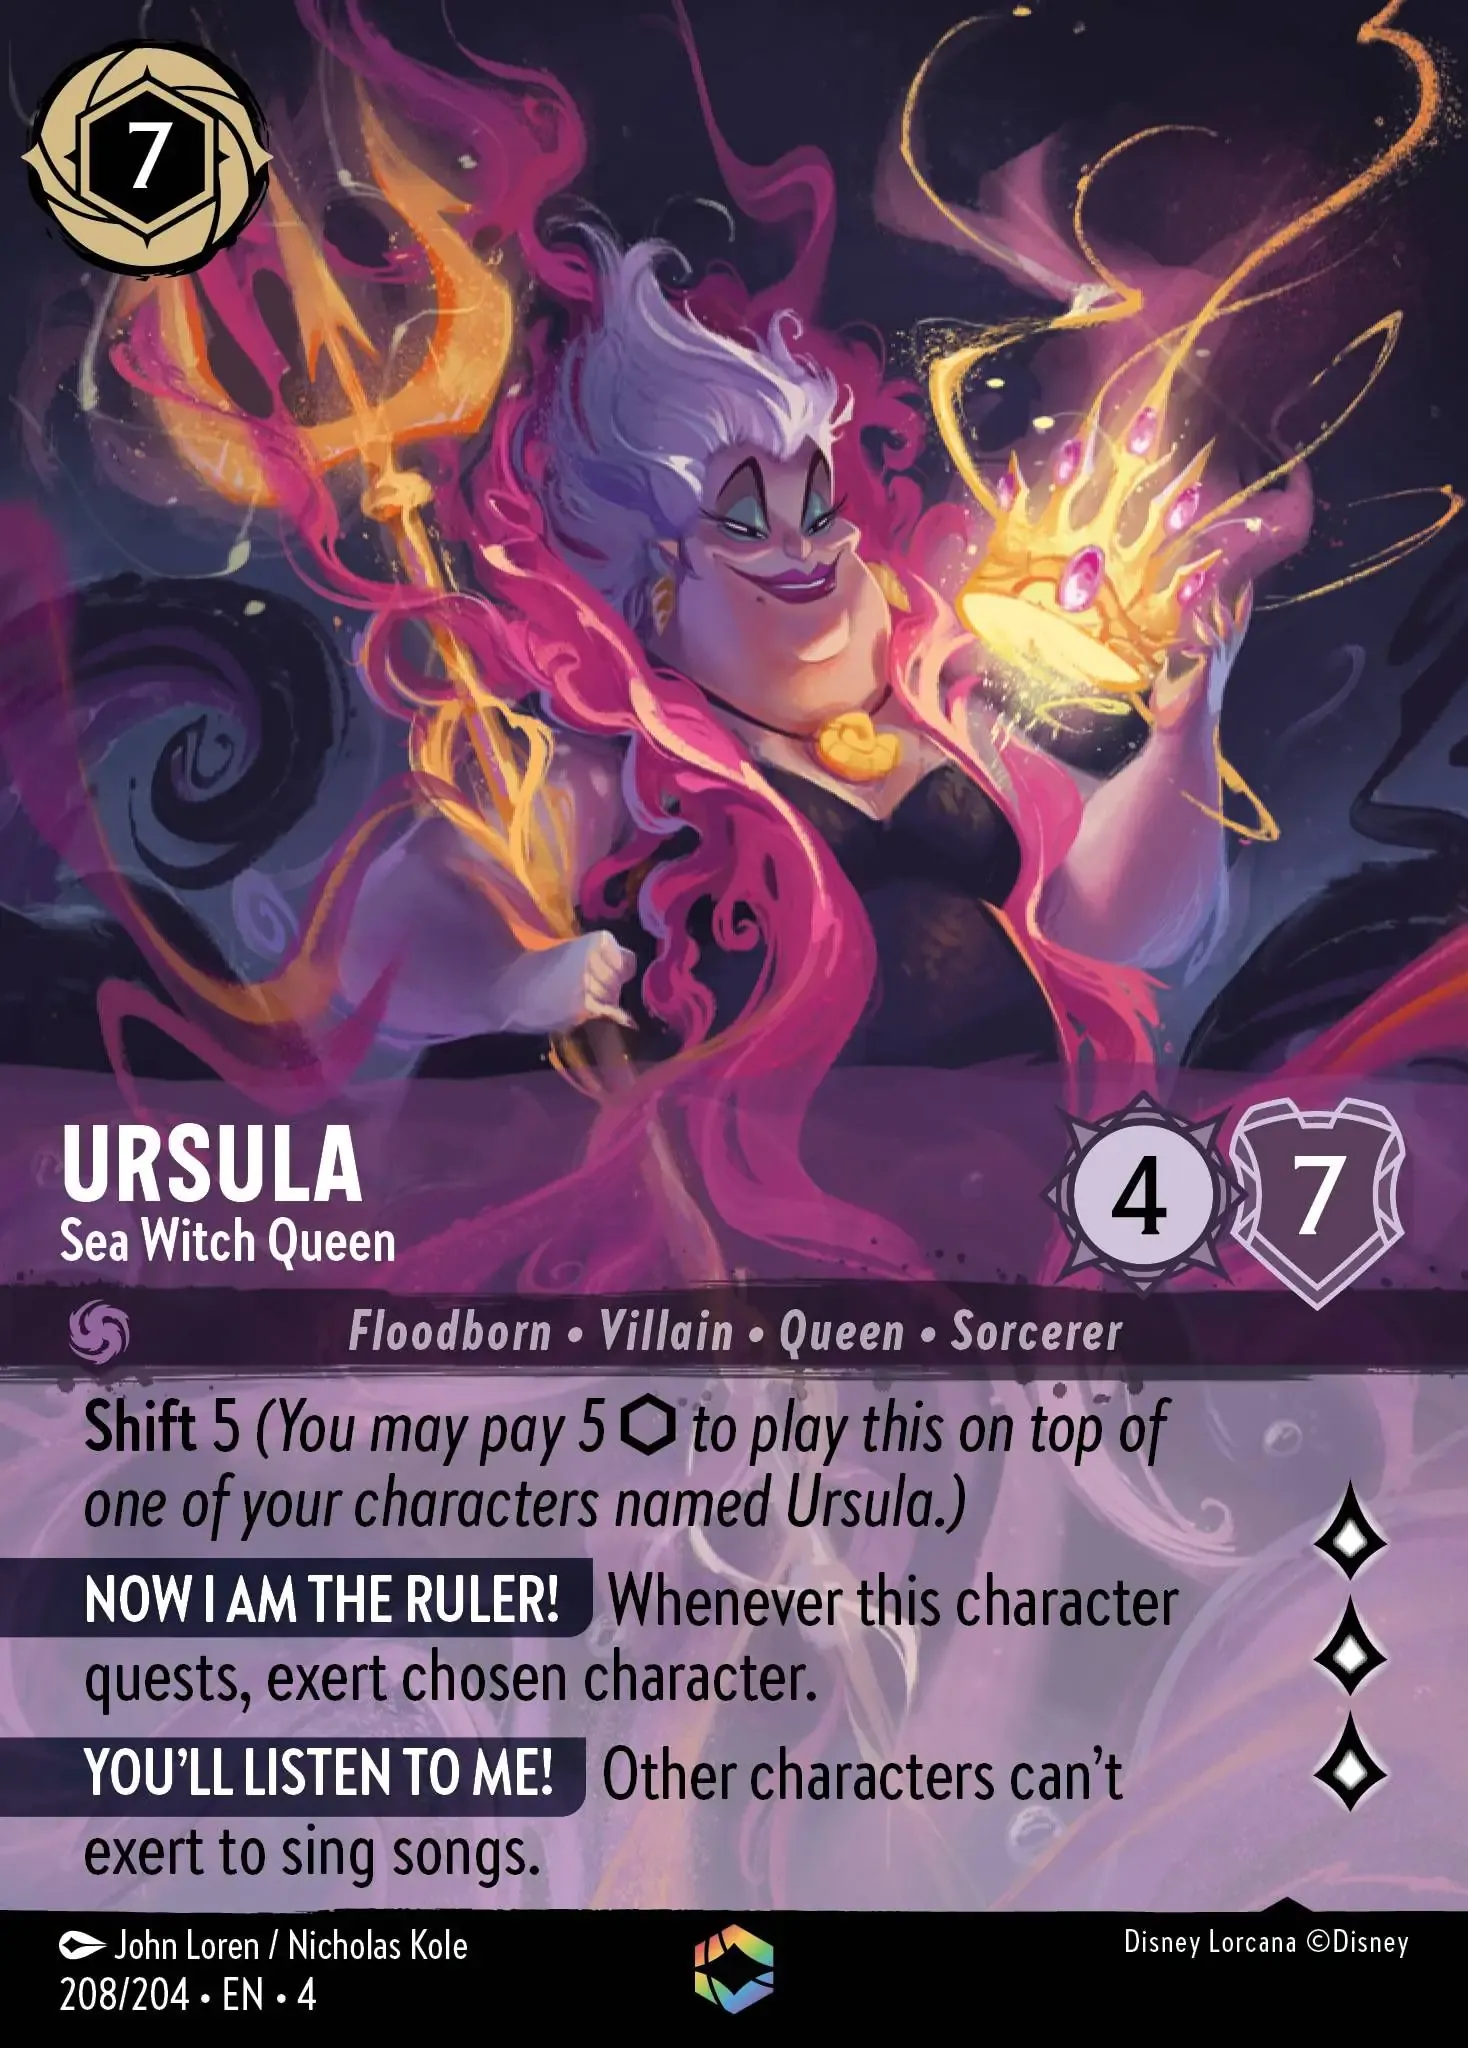 7
URSULA
Sea Witch Queen
4
7
Floodborn • Villain • Queen • Sorcerer
Shift 5 (You may pay 5 ⬡ to play this on top of
one of your characters named Ursula.)
NOW I AM THE RULER! Whenever this character
quests, exert chosen character.
YOU’LL LISTEN TO ME! Other characters can’t
exert to sing songs.
John Loren / Nicholas Kole
Disney Lorcana ©Disney
208/204 • EN • 4